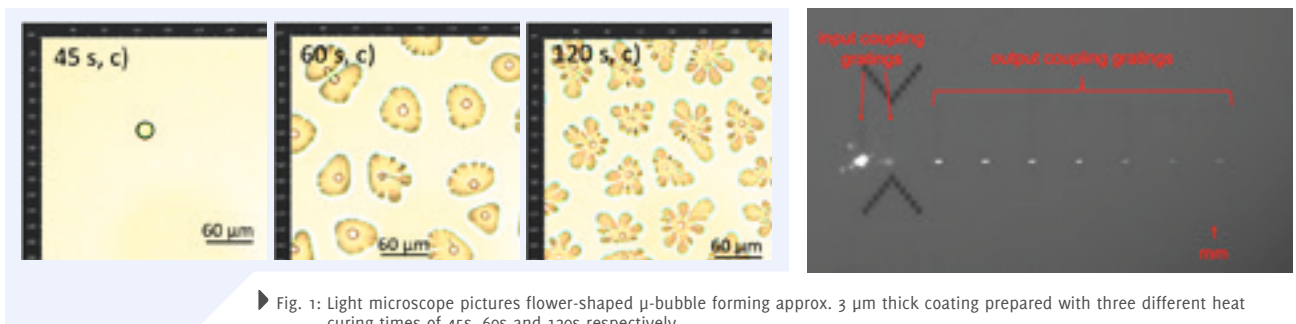 45 s, c)
60 µm
60 s, c)
60 µm
120 s, c)
60 µm
input coupling
gratings
output coupling gratings
mm
Fig. 1: Light microscope pictures flower-shaped µ-bubble forming approx. 3 µm thick coating prepared with three different heat
curing times of 45s, 60s and 120s respectively